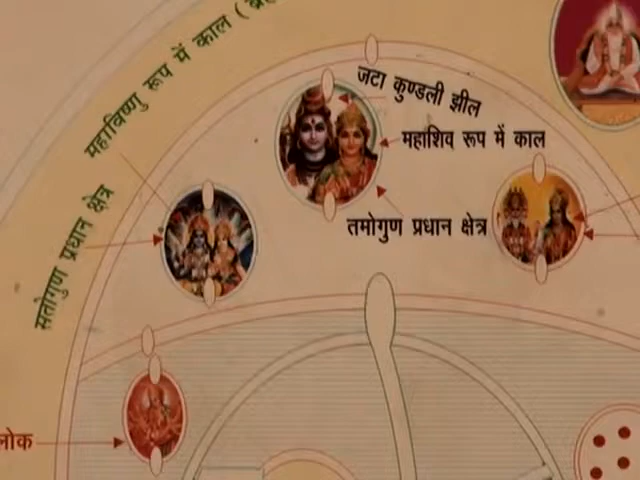 महाविष्णु रूप में काल
सतोगुण प्रधान क्षेत्र
जटा कुण्डली झील
महाशिव रूप में काल
तमोगुण प्रधान क्षेत्र
लोक